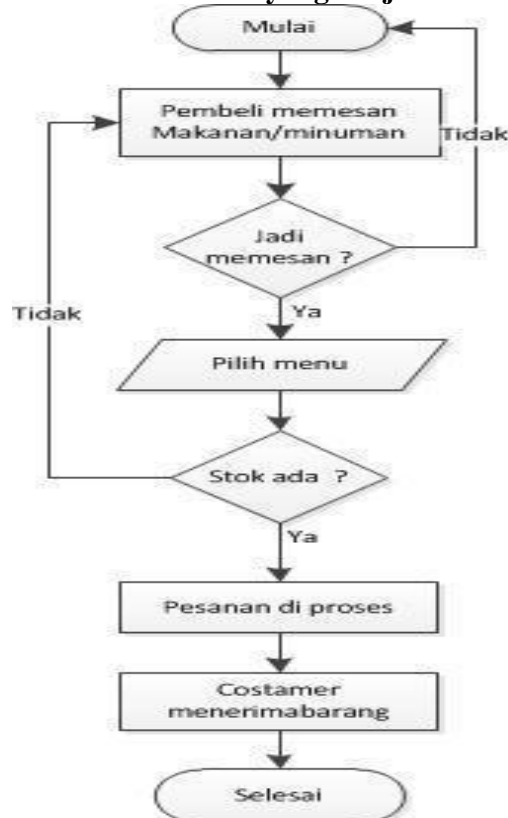 Mulai
Pembeli memesan
Makanan/minuman
Tidak
Jadi
memesan ?
Ya
Tidak
Pilih menu
Stok ada ?
Ya
Pesanan di proses
Costamer
menerimabarang
Selesai